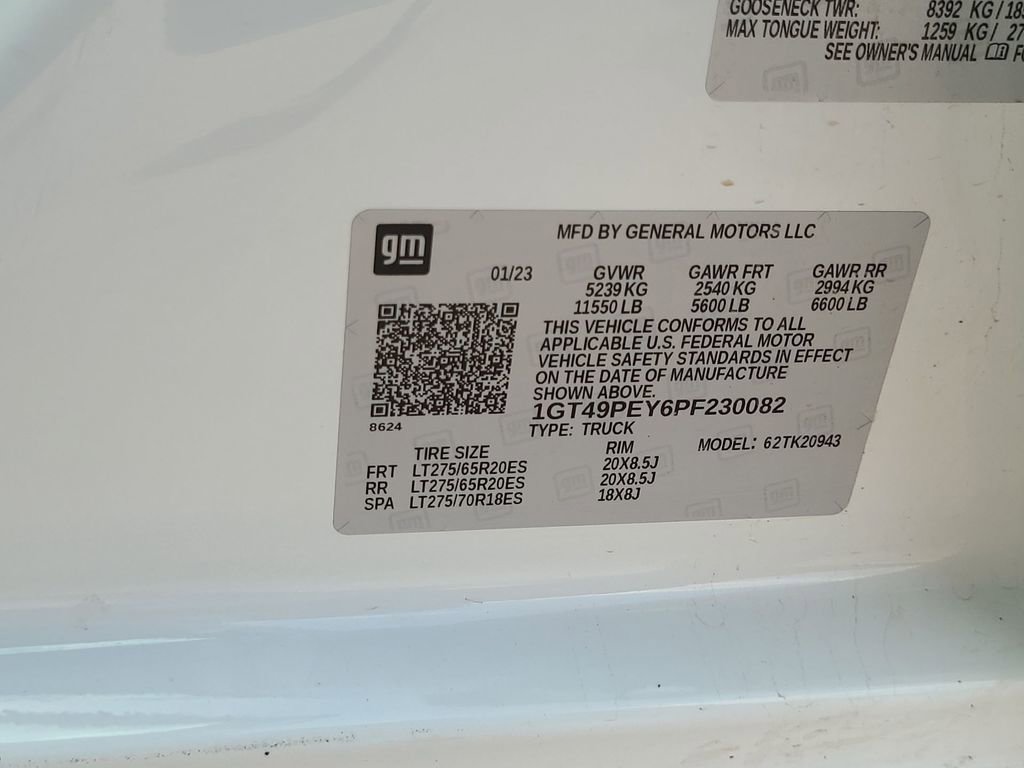 GOOSENECK TWR: 8392 KG/
MAX TONGUE WEIGHT: 1259 KG/
SEE OWNER'S MANUAL
gm
MFD BY GENERAL MOTORS LLC
01/23 GVWR GAWR FRT GAWR RR
5239 KG 2540 KG 2994 KG
11550 LB 5600 LB 6600 LB
THIS VEHICLE CONFORMS TO ALL
APPLICABLE U.S. FEDERAL MOTOR
VEHICLE SAFETY STANDARDS IN EFFECT
ON THE DATE OF MANUFACTURE
SHOWN ABOVE.
1GT49PEY6PF230082
8624
TYPE: TRUCK
TIRE SIZE RIM MODEL: 62TK20943
FRT LT275/65R20ES 20X8.5J
RR LT275/65R20ES 20X8.5J
SPA LT275/70R18ES 18X8J